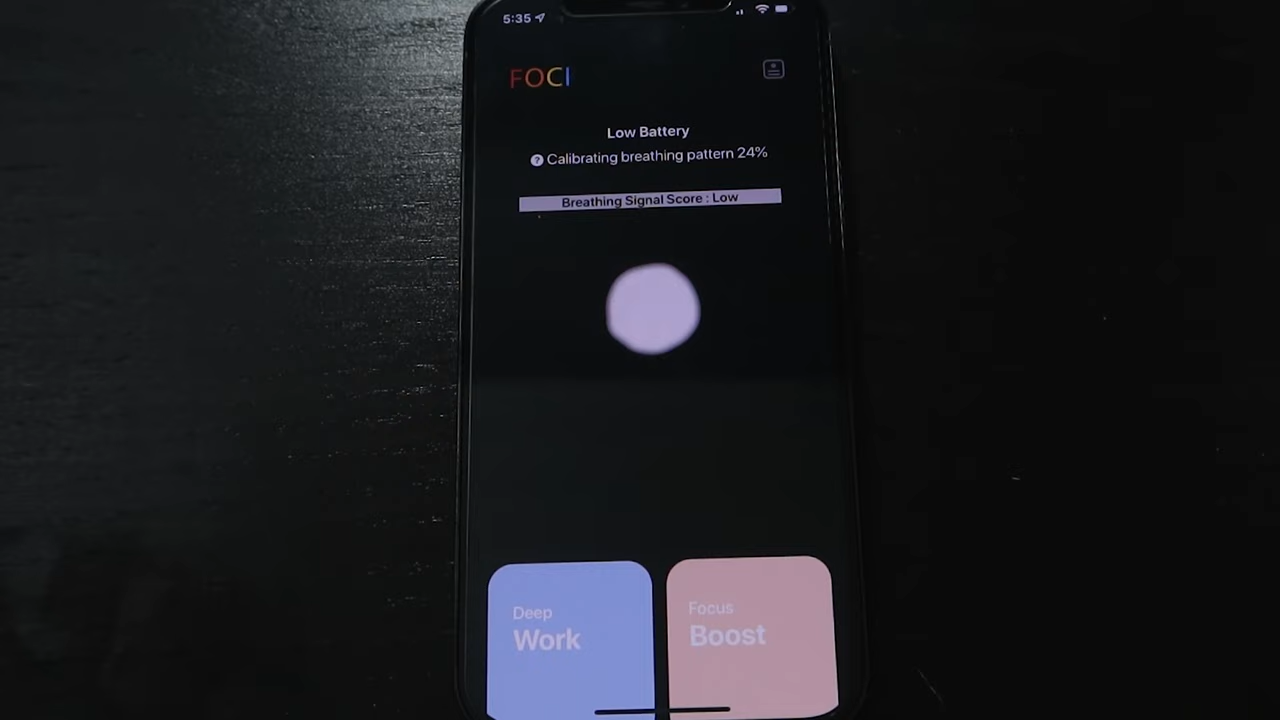 5:35
FOCI
Low Battery
? Calibrating breathing pattern 24%
Breathing Signal Score : Low
Deep
Work
Focus
Boost